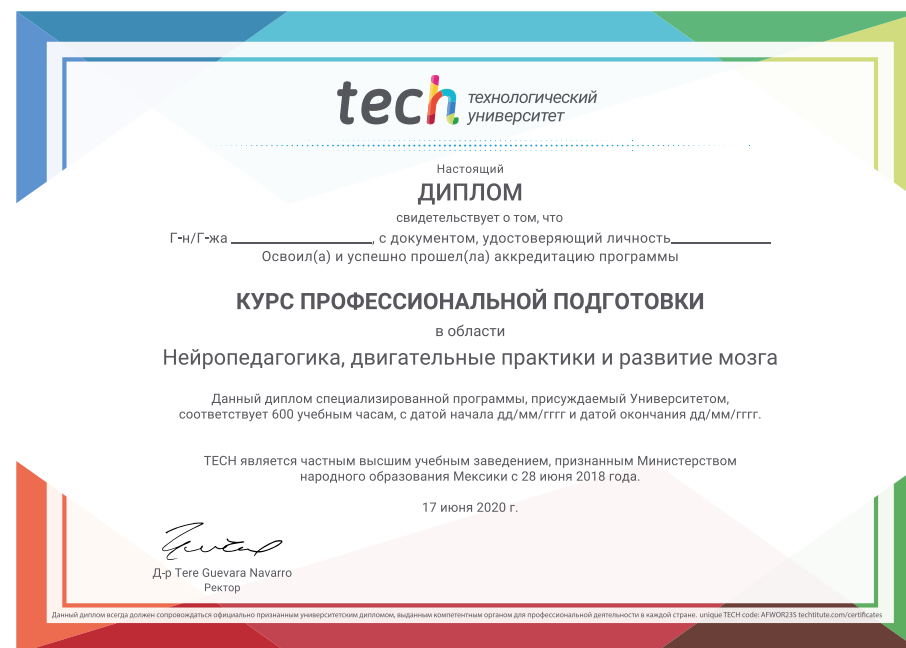 tech технологический
университет
Настоящий
ДИПЛОМ
свидетельствует о том, что
Г-н/Г-жа ____________, с документом, удостоверяющий личность____________
Освоил(а) и успешно прошел(ла) аккредитацию программы
КУРС ПРОФЕССИОНАЛЬНОЙ ПОДГОТОВКИ
в области
Нейропедагогика, двигательные практики и развитие мозга
Данный диплом специализированной программы, присуждаемый Университетом,
соответствует 600 учебным часам, с датой начала дд/мм/гггг и датой окончания дд/мм/гггг.
TECH является частным высшим учебным заведением, признанным Министерством
народного образования Мексики с 28 июня 2018 года.
17 июня 2020 г.
Д-р Tere Guevara Navarro
Ректор
Данный диплом всегда должен сопровождаться официально признанным университетским дипломом, выданным компетентным органом для профессиональной деятельности в каждой стране. unique TECH code: AFWOR23S techtitute.com/certificates